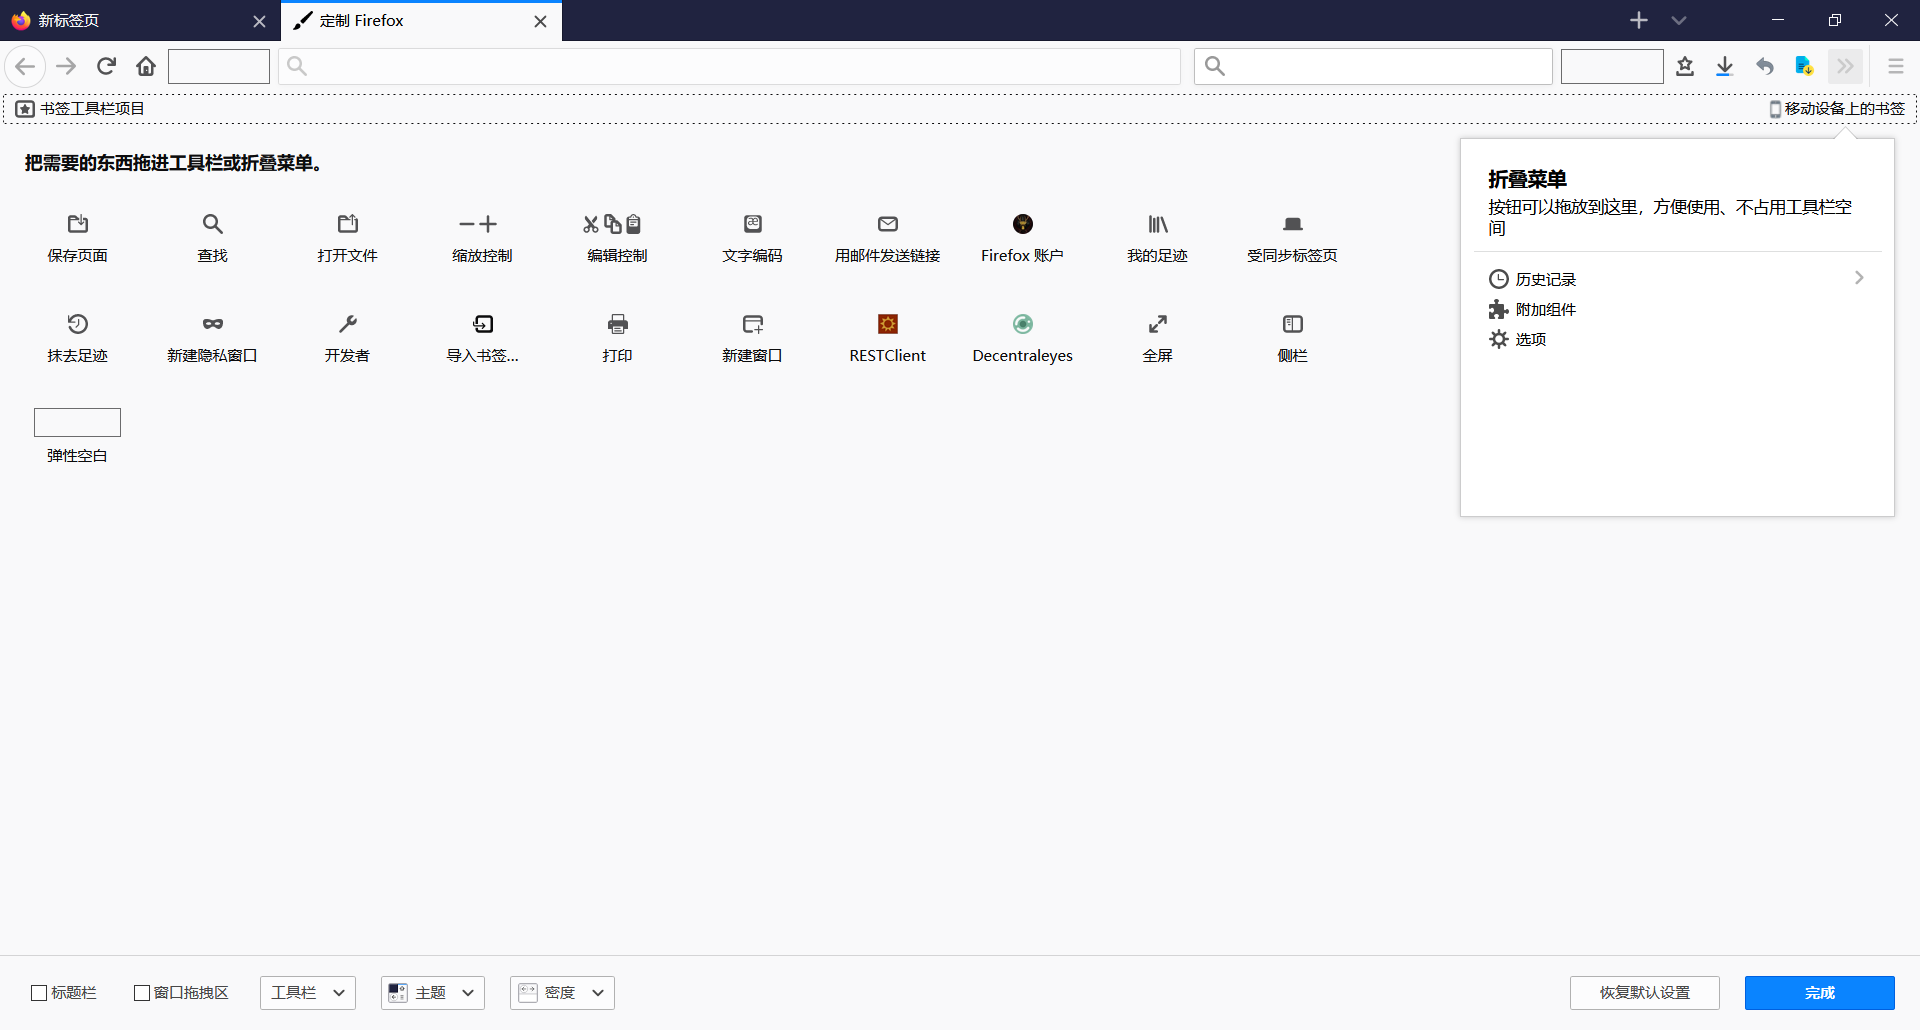 新标签页
定制 Firefox
书签工具栏项目
移动设备上的书签
把需要的东西拖进工具栏或折叠菜单。
保存页面
查找
打开文件
缩放控制
编辑控制
文字编码
用邮件发送链接
Firefox 账户
我的足迹
受同步标签页
抹去足迹
新建隐私窗口
开发者
导入书签...
打印
新建窗口
RESTClient
Decentraleyes
全屏
侧栏
弹性空白
折叠菜单
按钮可以拖放到这里，方便使用、不占用工具栏空
间
历史记录
附加组件
选项
标题栏
窗口拖拽区
工具栏
主题
密度
恢复默认设置
完成